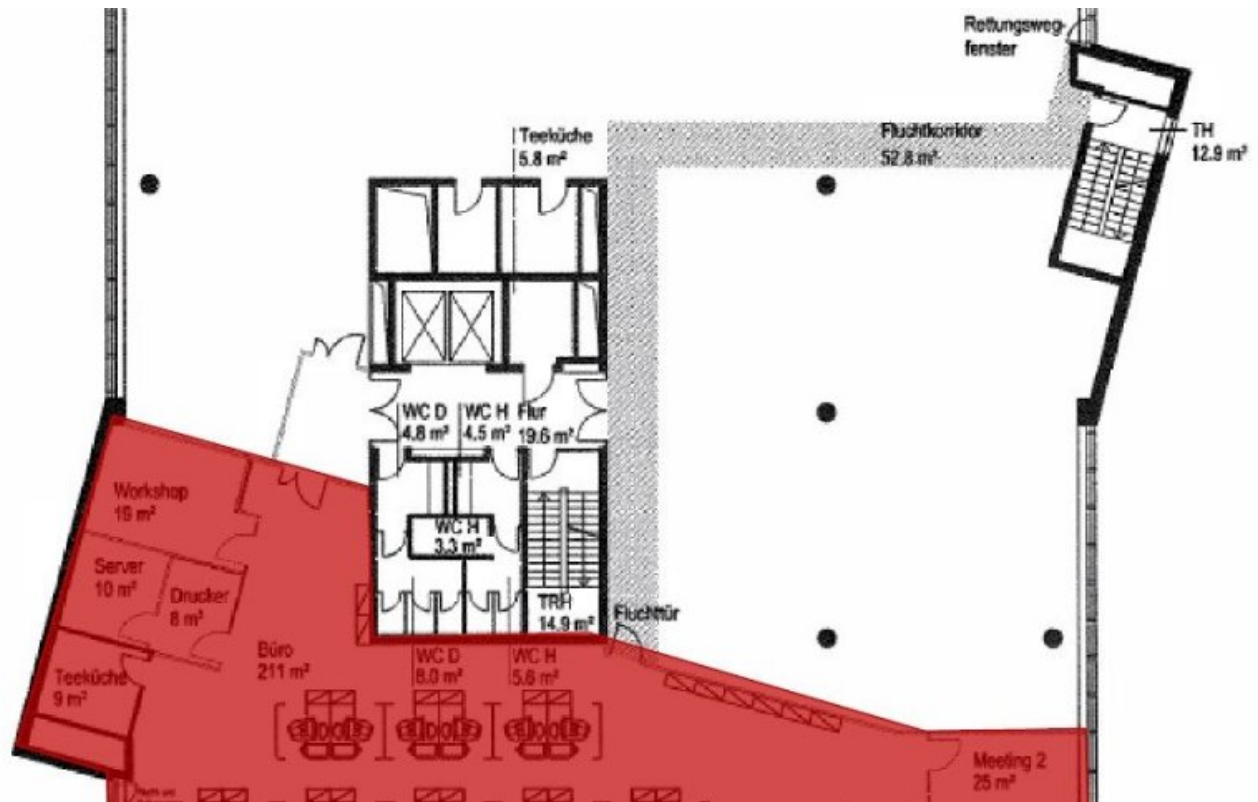 Rettungsweg-
fenster
Teeküche
5.8 m²
Fluchtkorridor
52.8 m²
TH
12.9 m²
WC D
4.8 m²
WC H
4.5 m²
Flur
19.6 m²
Workshop
19 m²
WC H
3.3 m²
Server
10 m²
Drucker
8 m²
TRH
14.9 m²
Fluchttür
Büro
211 m²
WC D
8.0 m²
WC H
5.6 m²
Teeküche
9 m²
Meeting 2
25 m²